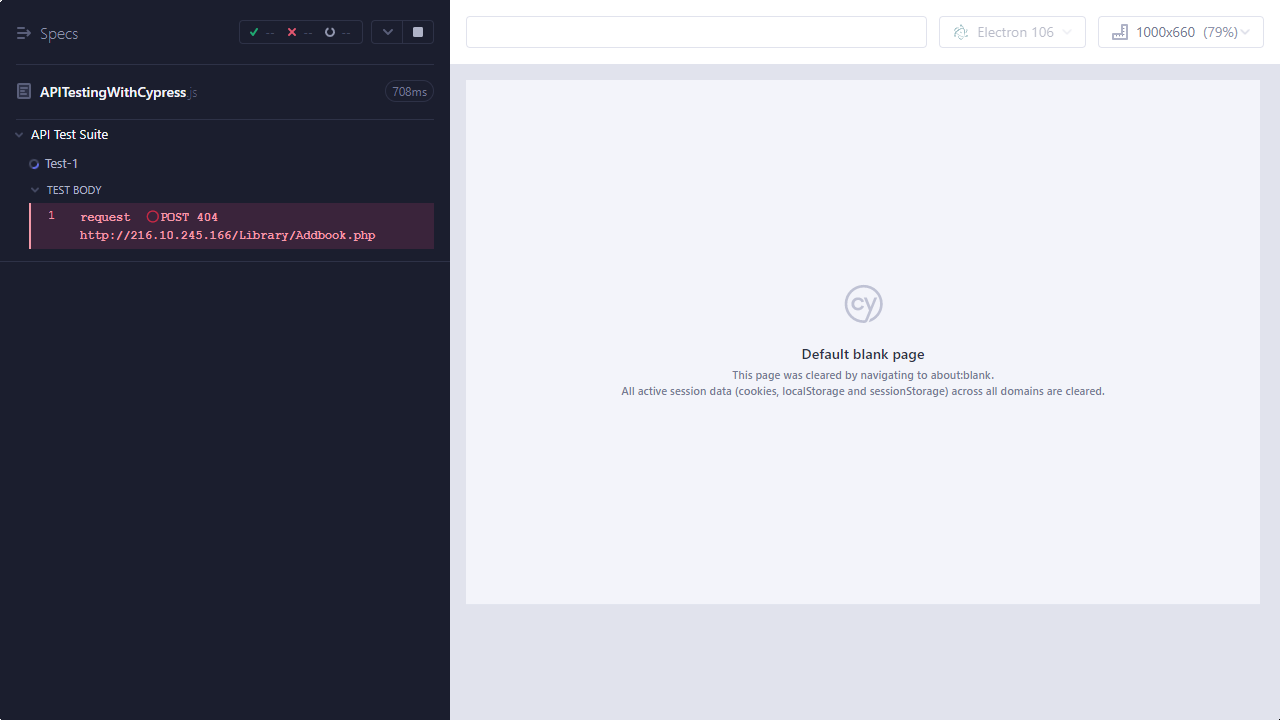 Specs
--
--
--
Electron 106
1000x660 (79%)
APITestingWithCypress.js
708ms
API Test Suite
Test-1
TEST BODY
1 request POST 404
http://216.10.245.166/Library/Addbook.php
cy
Default blank page
This page was cleared by navigating to about:blank.
All active session data (cookies, localStorage and sessionStorage) across all domains are cleared.